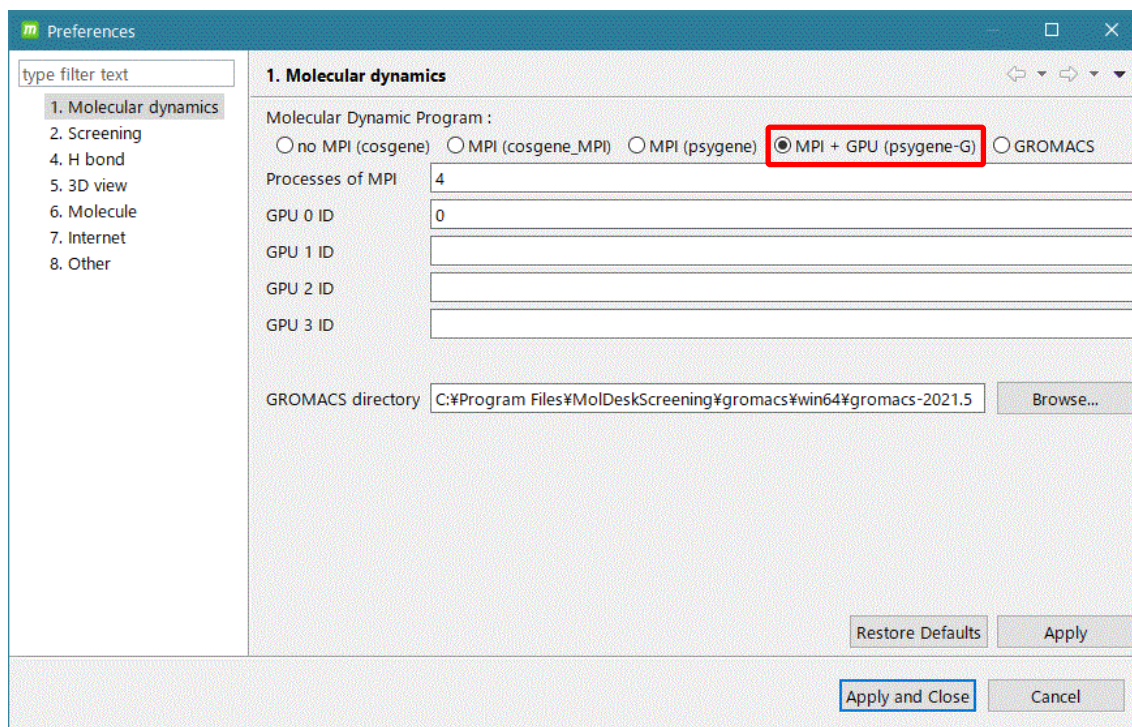 m Preferences
type filter text
1. Molecular dynamics
2. Screening
4. H bond
5. 3D view
6. Molecule
7. Internet
8. Other
1. Molecular dynamics
Molecular Dynamic Program :
no MPI (cosgene) MPI (cosgene_MPI) MPI (psygene) MPI + GPU (psygene-G) GROMACS
Processes of MPI 4
GPU 0 ID 0
GPU 1 ID
GPU 2 ID
GPU 3 ID
GROMACS directory C:¥Program Files¥MolDeskScreening¥gromacs¥win64¥gromacs-2021.5 Browse...
Restore Defaults Apply
Apply and Close Cancel